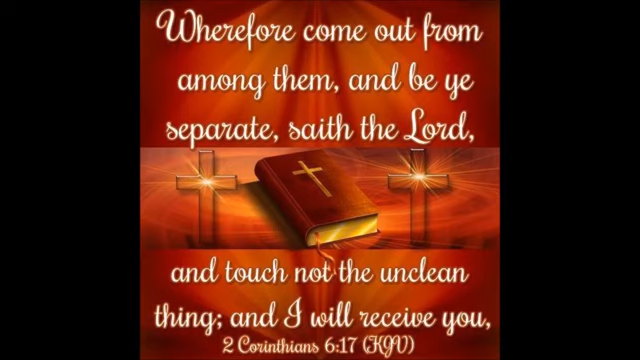 Wherefore come out from
among them, and be ye
separate, saith the Lord,
and touch not the unclean
thing; and I will receive you,
2 Corinthians 6:17 (KJV)